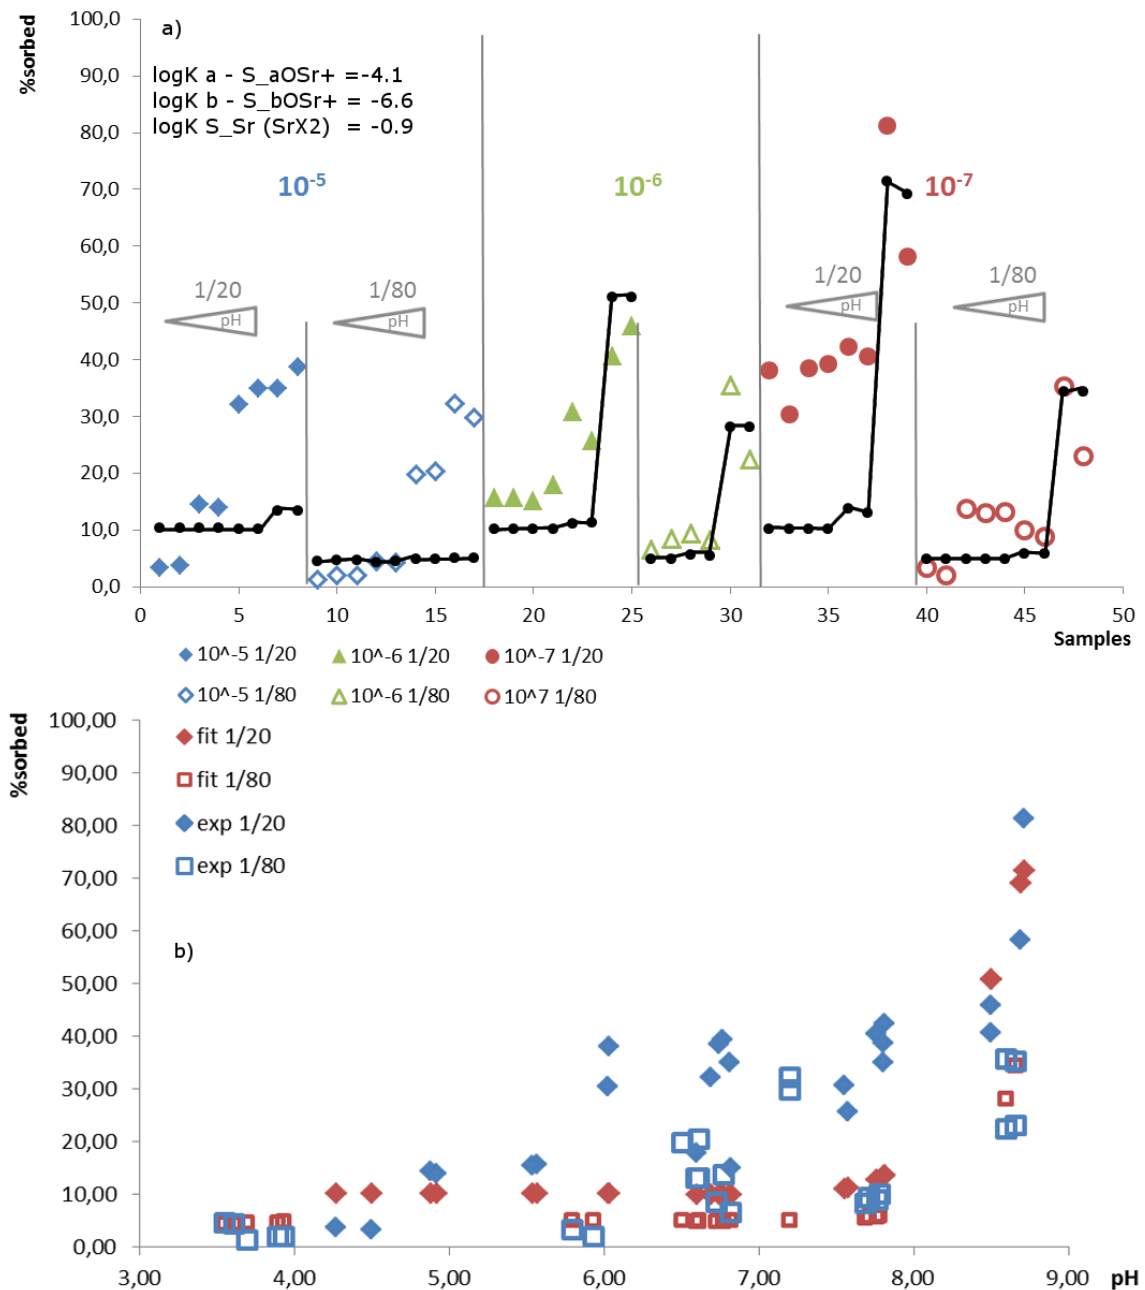 %sorbed
a)
100,0
90,0
80,0
70,0
60,0
50,0
40,0
30,0
20,0
10,0
0,0
logK a - S_aOSr+ =-4.1
logK b - S_bOSr+ = -6.6
logK S_Sr (SrX2) = -0.9
10-5
10-6
10-7
1/20
1/80
1/20
1/80
pH
pH
pH
pH
0 5 10 15 20 25 30 35 40 45 50
Samples
10^-5 1/20 10^-6 1/20 10^-7 1/20
10^-5 1/80 10^-6 1/80 10^7 1/80
%sorbed
fit 1/20
fit 1/80
exp 1/20
exp 1/80
b)
100,00
90,00
80,00
70,00
60,00
50,00
40,00
30,00
20,00
10,00
0,00
3,00 4,00 5,00 6,00 7,00 8,00 9,00
pH